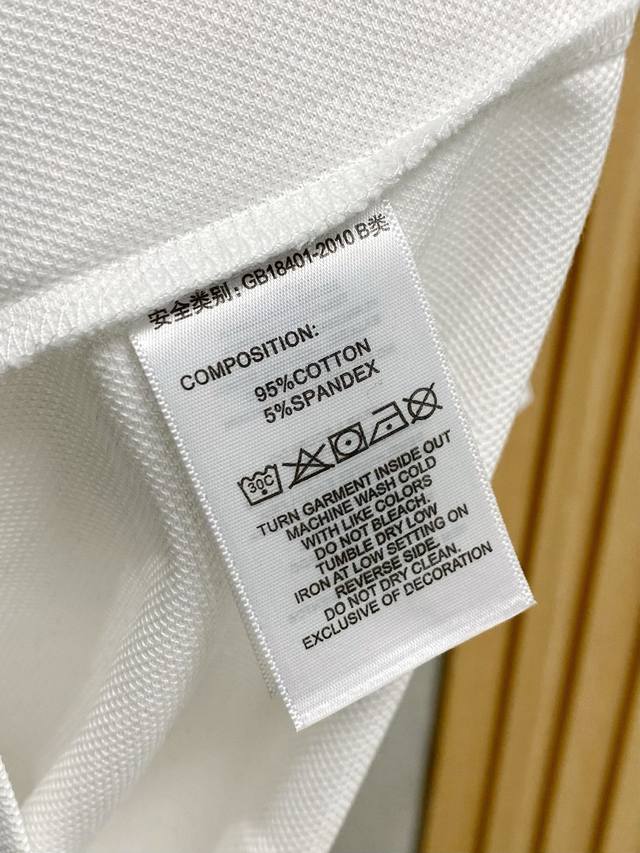 安全类别：GB18401-2010 B类
COMPOSITION:
95%COTTON
5%SPANDEX
30C
TURN GARMENT INSIDE OUT
MACHINE WASH COLD
WITH LIKE COLORS
DO NOT BLEACH.
TUMBLE DRY LOW
IRON AT LOW SETTING ON
REVERSE SIDE.
DO NOT DRY CLEAN.
EXCLUSIVE OF DECORATION